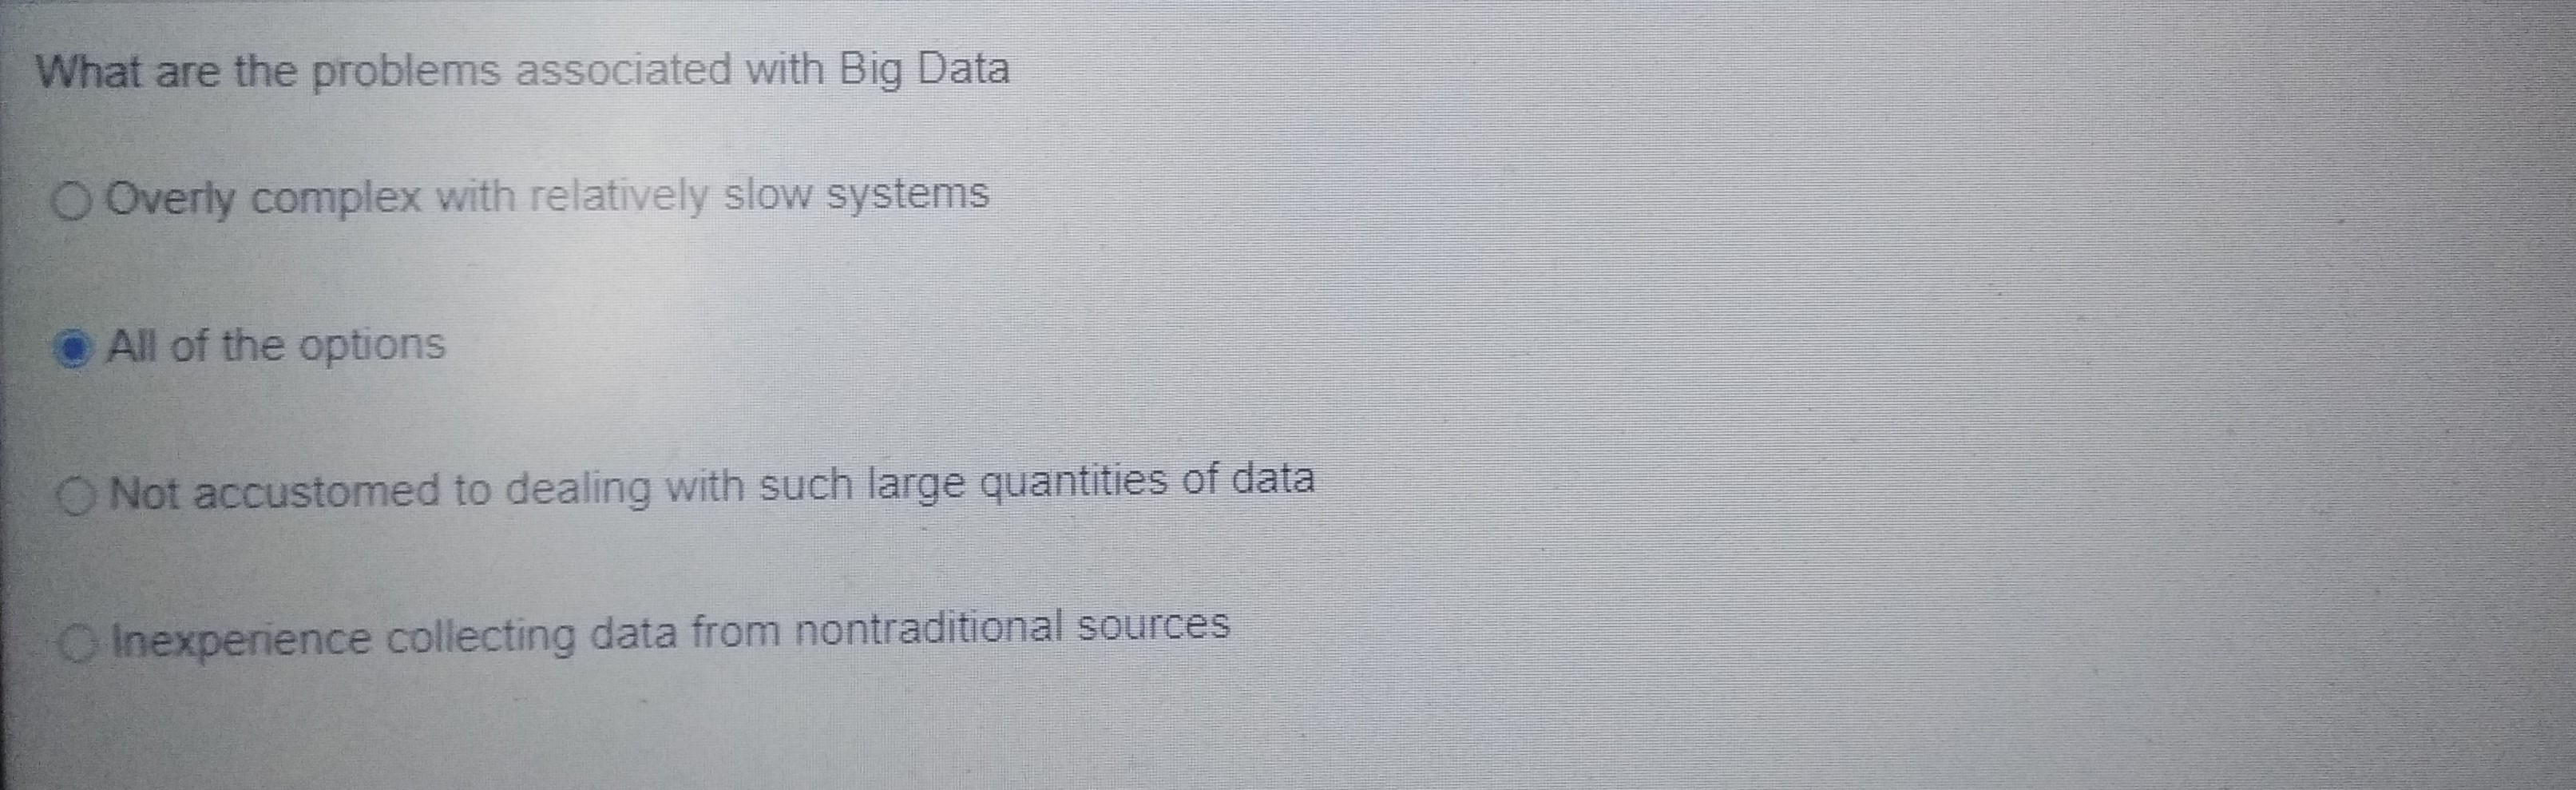 What are the problems associated with Big Data
Overly complex with relatively slow systems
All of the options
Not accustomed to dealing with such large quantities of data
Inexperience collecting data from nontraditional sources